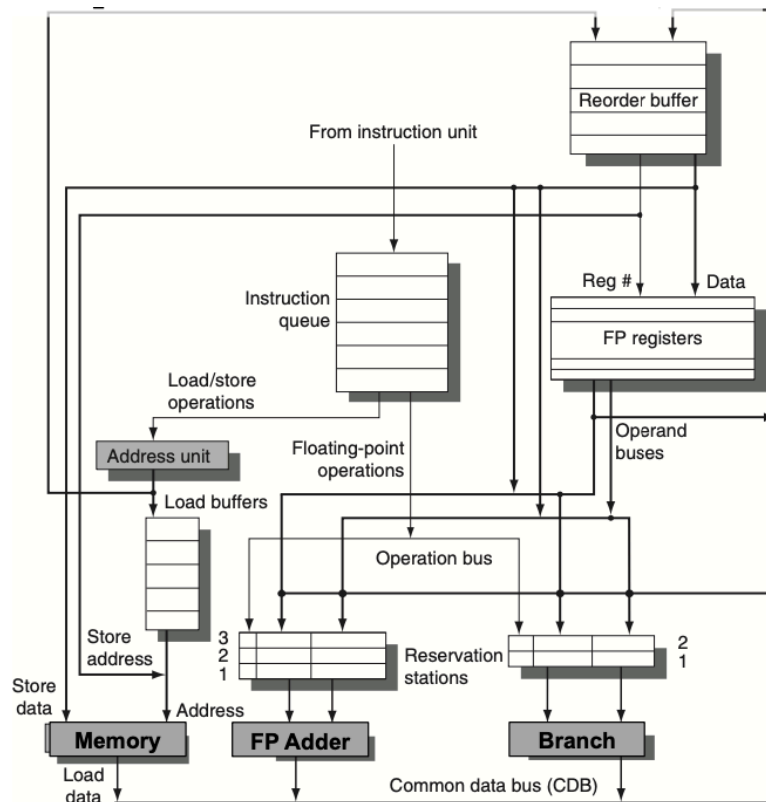 Reorder buffer
From instruction unit
Reg #
Data
Instruction
queue
FP registers
Load/store
operations
Operand
buses
Floating-point
operations
Address unit
Load buffers
Operation bus
Store
address
3
2
1
Reservation
stations
2
1
Store
data
Address
Memory
FP Adder
Branch
Load
data
Common data bus (CDB)